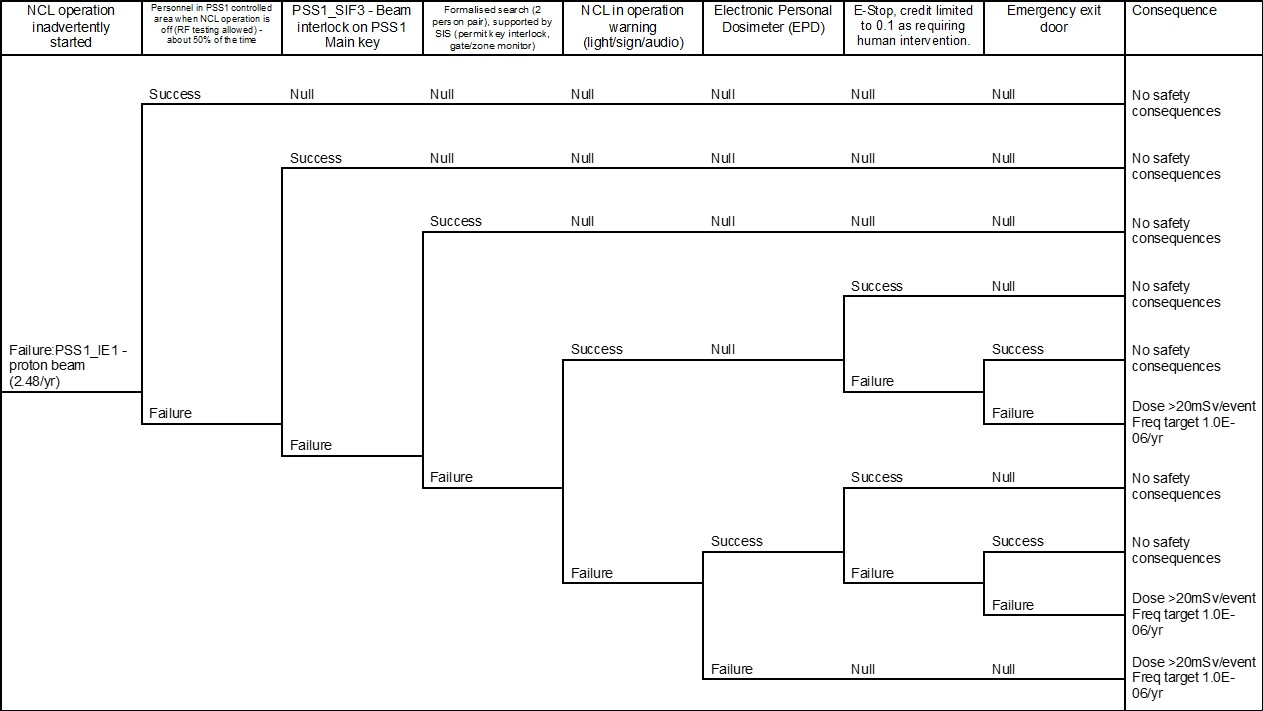 NCL operation
inadvertently
started
Personnel in PSS1 controlled
area when NCL operation is
off (RF testing allowed) -
about 50% of the time
PSS1_SIF3 - Beam
interlock on PSS1
Main key
Formalised search (2
person pair), supported by
SIS (permit key interlock,
gate/zone monitor)
NCL in operation
warning
(light/sign/audio)
Electronic Personal
Dosimeter (EPD)
E-Stop, credit limited
to 0.1 as requiring
human intervention.
Emergency exit
door
Consequence
Success
Null
Null
Null
Null
Null
Null
No safety
consequences
Success
Null
Null
Null
Null
Null
No safety
consequences
Success
Null
Null
Null
Null
No safety
consequences
Success
Null
No safety
consequences
Failure:PSS1_IE1 -
proton beam
(2.48/yr)
Success
Null
Success
No safety
consequences
Failure
Failure
Failure
Dose >20mSv/event
Freq target 1.0E-
06/yr
Failure
Failure
Success
Null
No safety
consequences
Success
Success
No safety
consequences
Failure
Failure
Failure
Dose >20mSv/event
Freq target 1.0E-
06/yr
Failure
Null
Null
Dose >20mSv/event
Freq target 1.0E-
06/yr